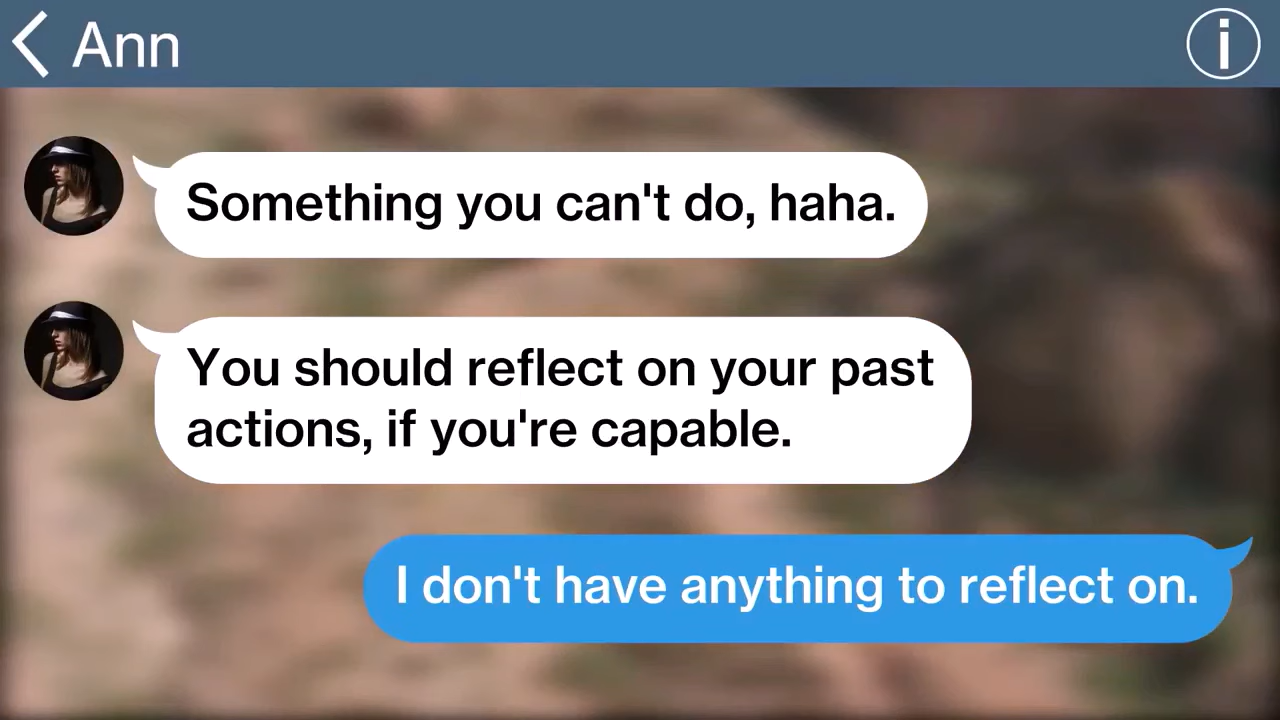 Ann
Something you can't do, haha.
You should reflect on your past
actions, if you're capable.
I don't have anything to reflect on.